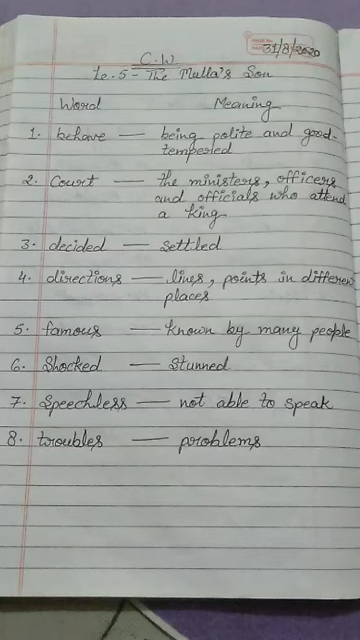 31/8/2020
C.W
Le.5 - The Mulla's Son
Word Meaning
1. behave — being polite and good-
tempered
2. Court — the ministers, officers
and officials who attend
a king
3. decided — settled
4. directions — lines, points in different
places
5. famous — known by many people
6. Shocked — stunned
7. Speechless — not able to speak
8. troubles — problems